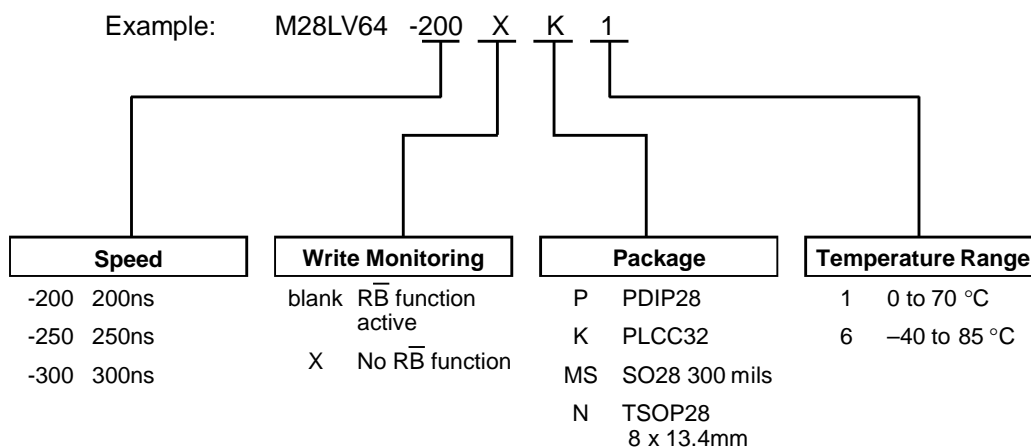 Example: M28LV64 -200 X K 1
Speed
-200 200ns
-250 250ns
-300 300ns
Write Monitoring
blank RB̅ function
active
X No RB̅ function
Package
P PDIP28
K PLCC32
MS SO28 300 mils
N TSOP28
8 x 13.4mm
Temperature Range
1 0 to 70 °C
6 –40 to 85 °C